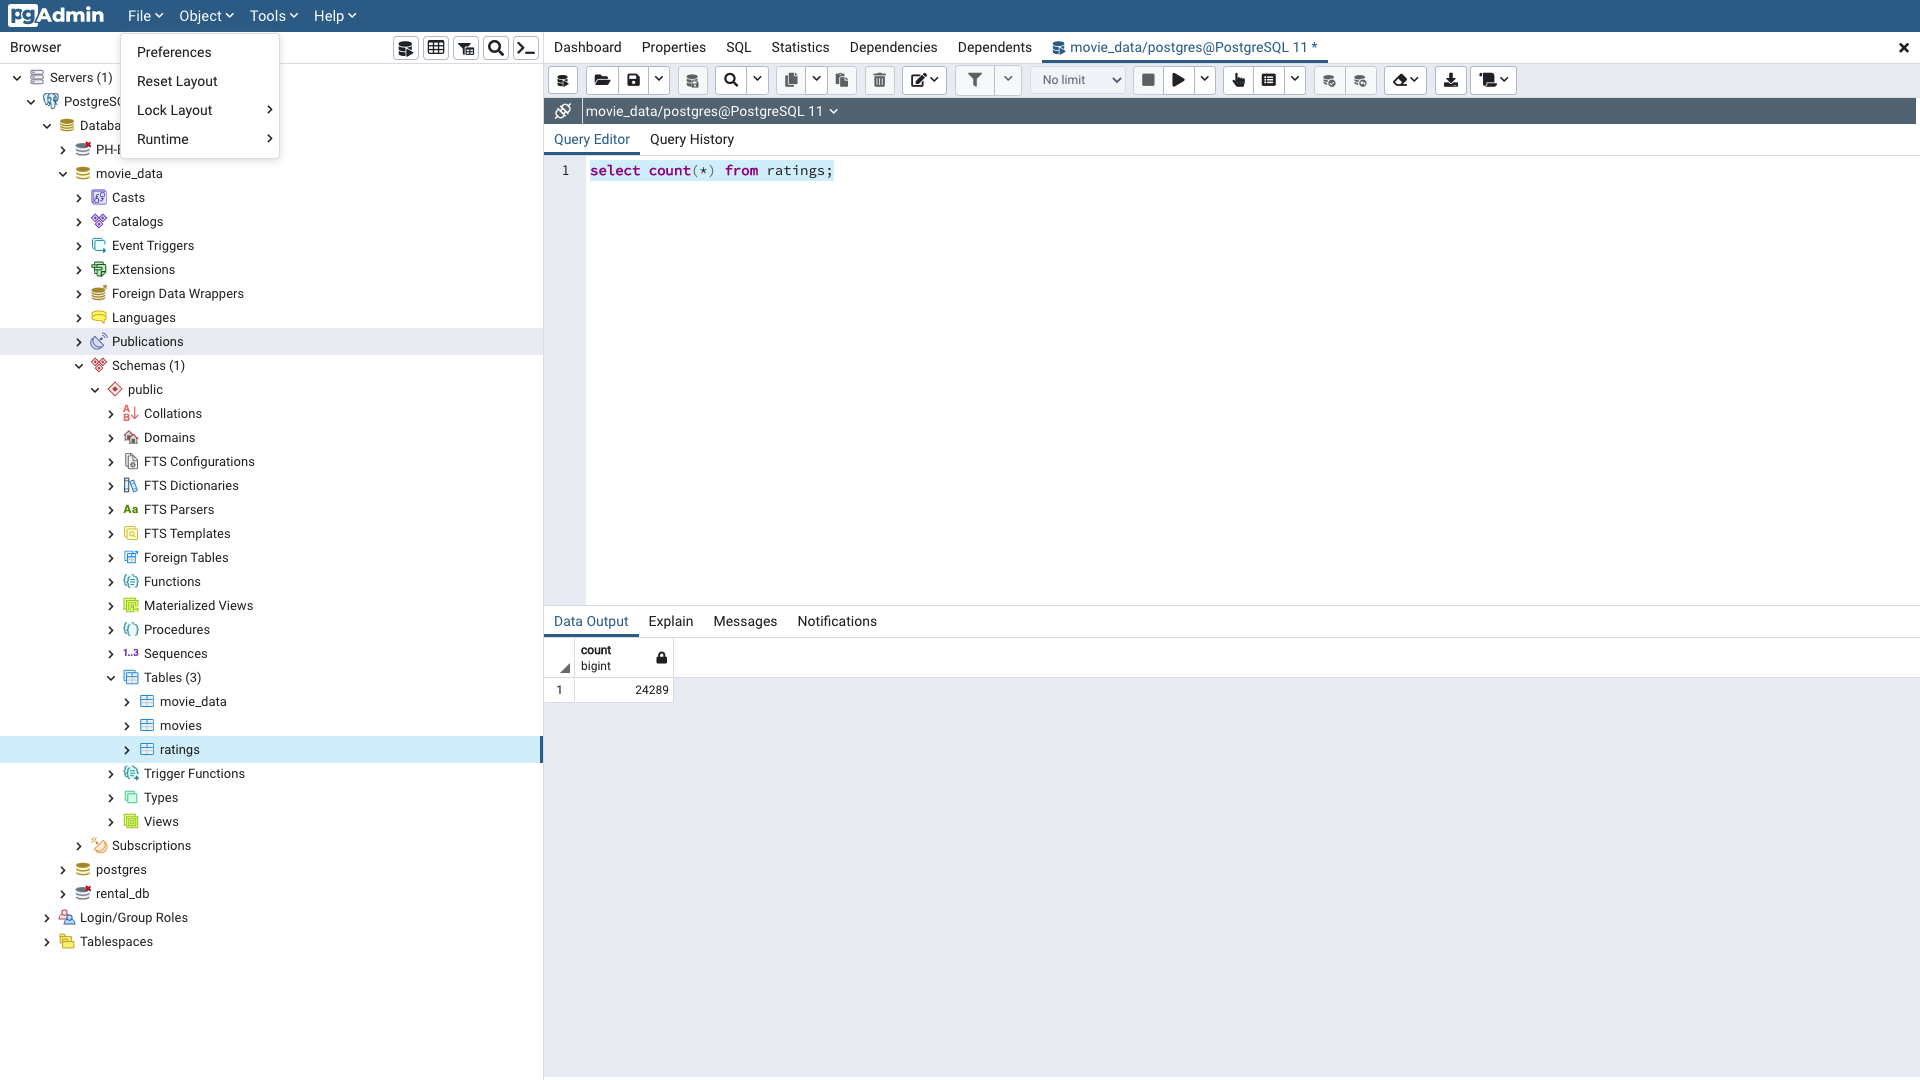 pgAdmin File Object Tools Help
Browser
Preferences
Reset Layout
Lock Layout
Runtime
Servers (1)
PostgreSQ
Databa
PH-E
movie_data
Casts
Catalogs
Event Triggers
Extensions
Foreign Data Wrappers
Languages
Publications
Schemas (1)
public
Collations
Domains
FTS Configurations
FTS Dictionaries
Aa FTS Parsers
FTS Templates
Foreign Tables
Functions
Materialized Views
Procedures
1..3 Sequences
Tables (3)
movie_data
movies
ratings
Trigger Functions
Types
Views
Subscriptions
postgres
rental_db
Login/Group Roles
Tablespaces
Dashboard Properties SQL Statistics Dependencies Dependents movie_data/postgres@PostgreSQL 11 *
No limit
movie_data/postgres@PostgreSQL 11
Query Editor Query History
1 select count(*) from ratings;
Data Output Explain Messages Notifications
count
bigint
1 24289